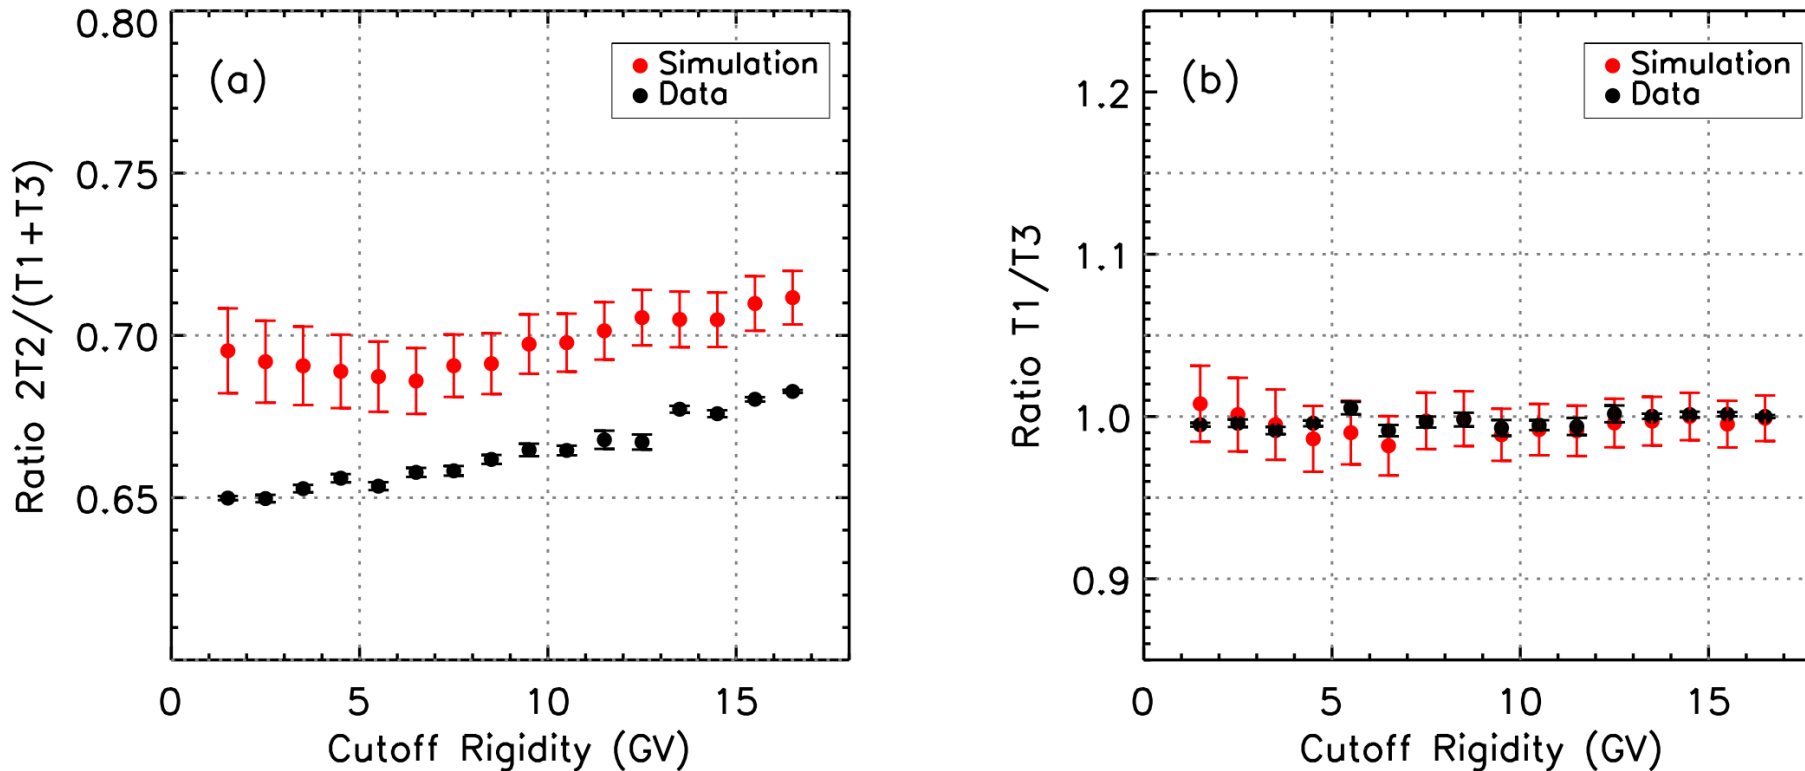 (a)
Simulation
Data
0.80
0.75
0.70
0.65
Ratio 2T2/(T1+T3)
0 5 10 15
Cutoff Rigidity (GV)
(b)
Simulation
Data
1.2
1.1
1.0
0.9
Ratio T1/T3
0 5 10 15
Cutoff Rigidity (GV)